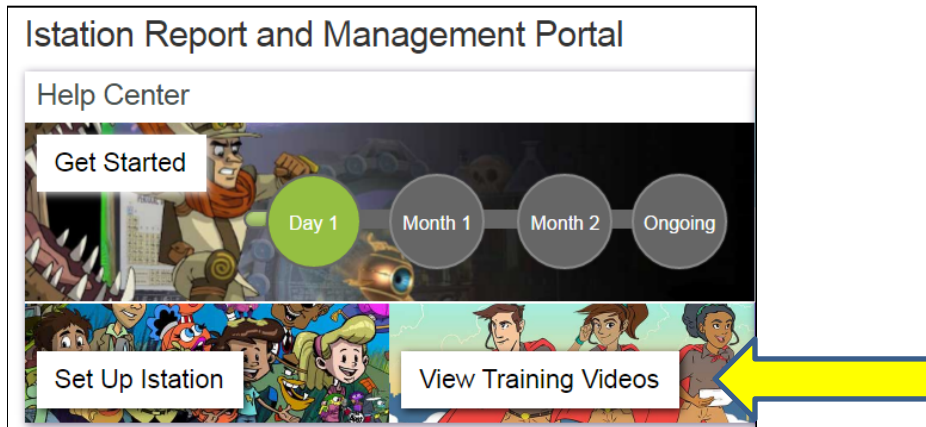 Istation Report and Management Portal
Help Center
Get Started
Day 1
Month 1
Month 2
Ongoing
Set Up Istation
View Training Videos